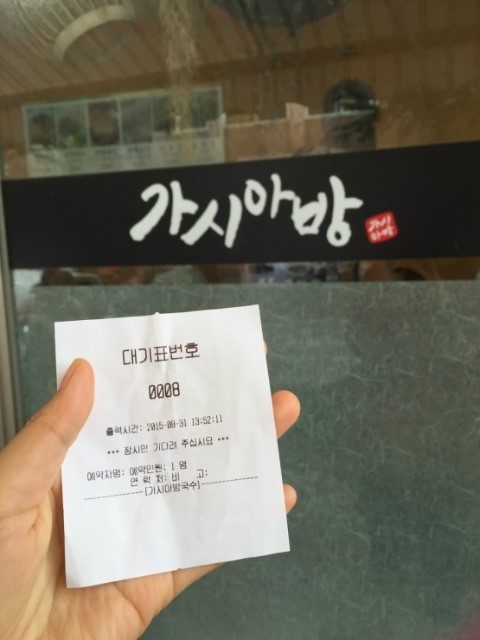 가시아방
가시
아방
대기표번호
0008
출력시간: 2015-08-31 13:52:11
*** 잠시만 기다려 주십시요 ***
예약자명: 예약인원: 1 명
연 락 처: 비 고:
--------------[가시아방국수]--------------